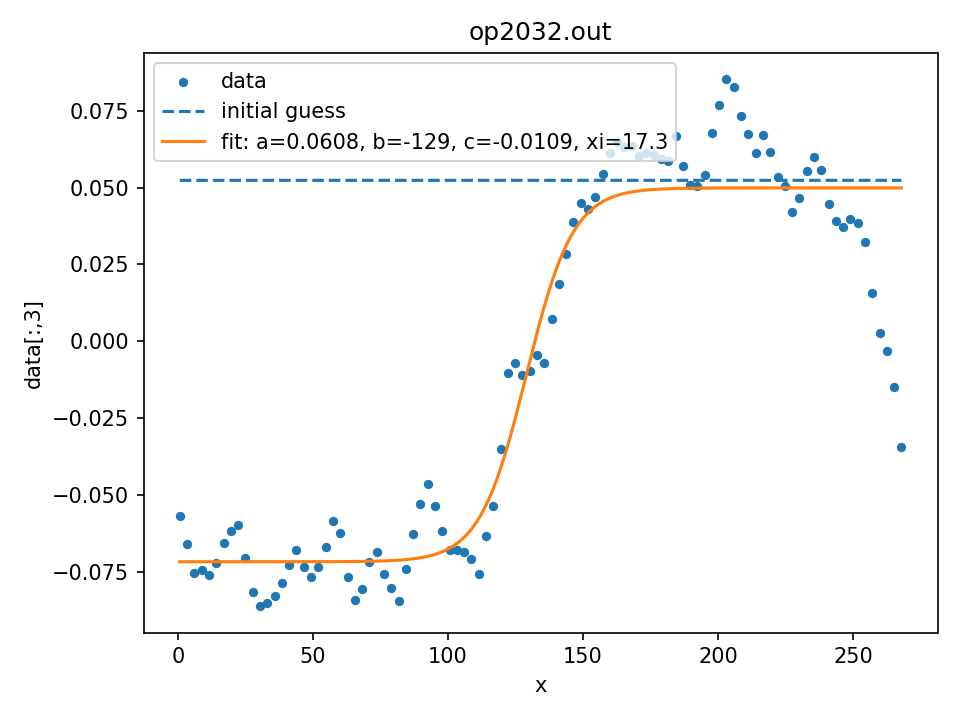 op2032.out
data
initial guess
fit: a=0.0608, b=-129, c=-0.0109, xi=17.3
0.075
0.050
0.025
0.000
−0.025
−0.050
−0.075
data[:,3]
0 50 100 150 200 250
x